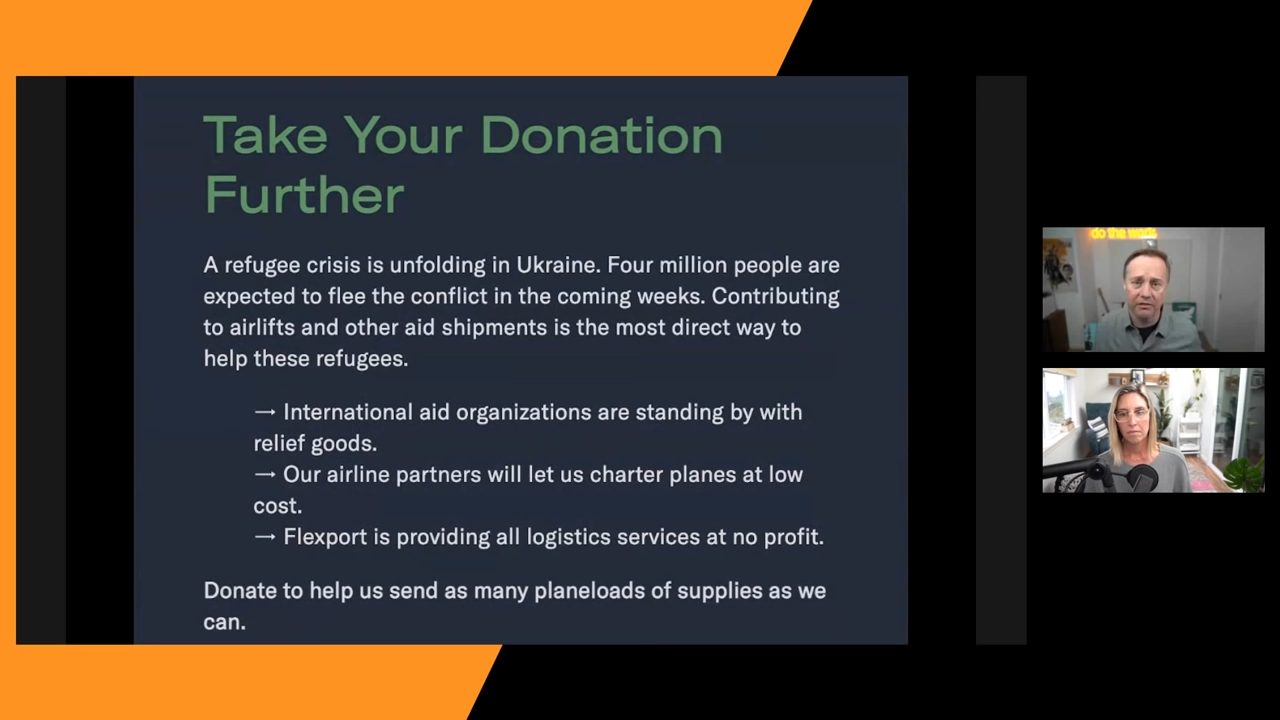 Take Your Donation
Further
A refugee crisis is unfolding in Ukraine. Four million people are
expected to flee the conflict in the coming weeks. Contributing
to airlifts and other aid shipments is the most direct way to
help these refugees.
→ International aid organizations are standing by with
relief goods.
→ Our airline partners will let us charter planes at low
cost.
→ Flexport is providing all logistics services at no profit.
Donate to help us send as many planeloads of supplies as we
can.
do the work